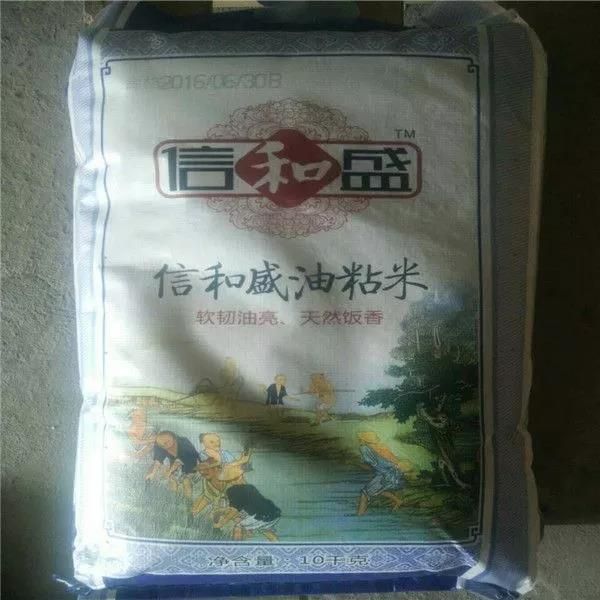 2016/06/30B
信和盛 TM
信和盛油粘米
软韧油亮、天然饭香
净含量：10千克